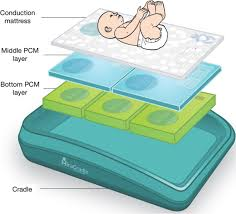 Conduction
mattress
Middle PCM
layer
Bottom PCM
layer
Cradle